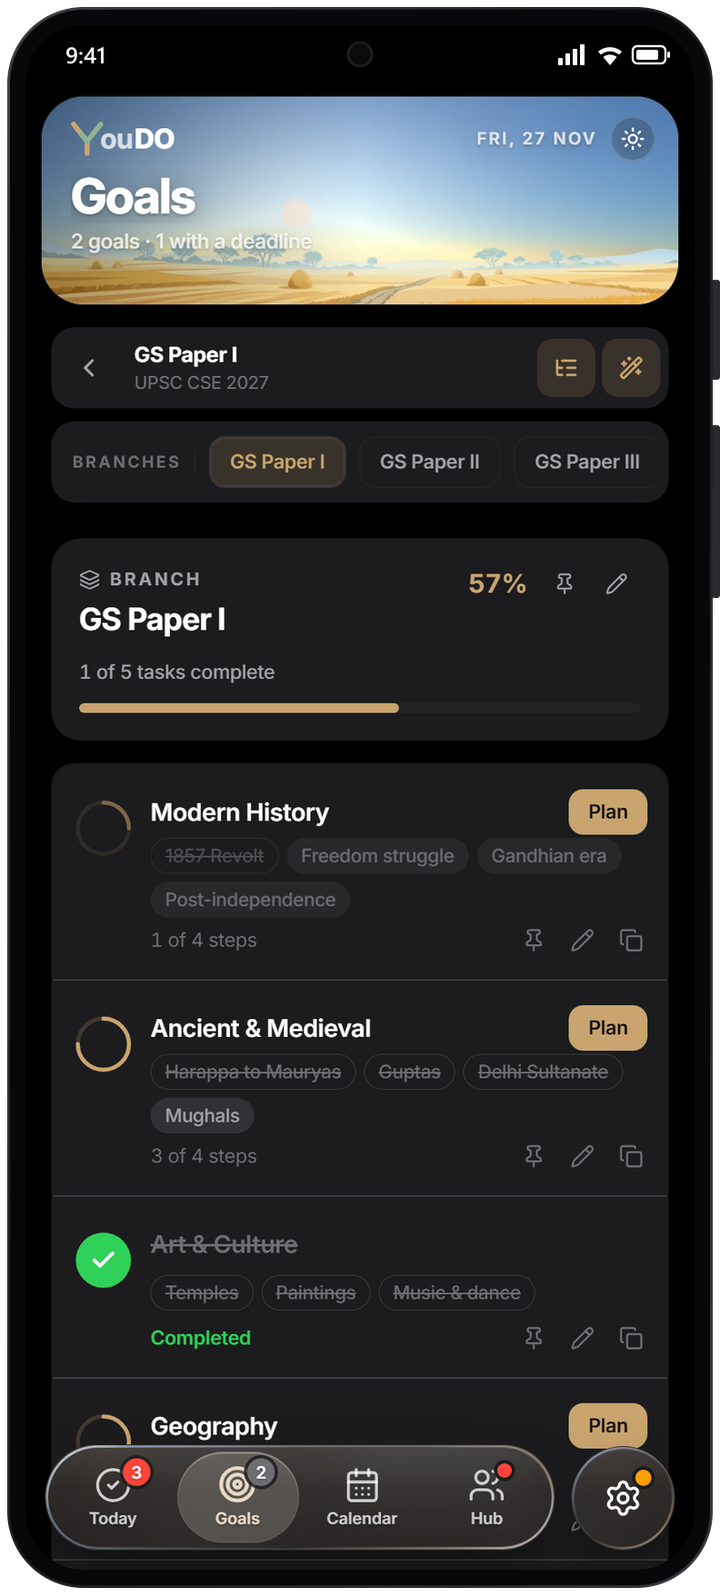 9:41
YouDO
FRI, 27 NOV
Goals
2 goals · 1 with a deadline
GS Paper I
UPSC CSE 2027
BRANCHES
GS Paper I
GS Paper II
GS Paper III
BRANCH
57%
GS Paper I
1 of 5 tasks complete
Modern History
Plan
1857 Revolt
Freedom struggle
Gandhian era
Post-independence
1 of 4 steps
Ancient & Medieval
Plan
Harappa to Mauryas
Guptas
Delhi Sultanate
Mughals
3 of 4 steps
Art & Culture
Temples
Paintings
Music & dance
Completed
Geography
Plan
3
2
Today
Goals
Calendar
Hub